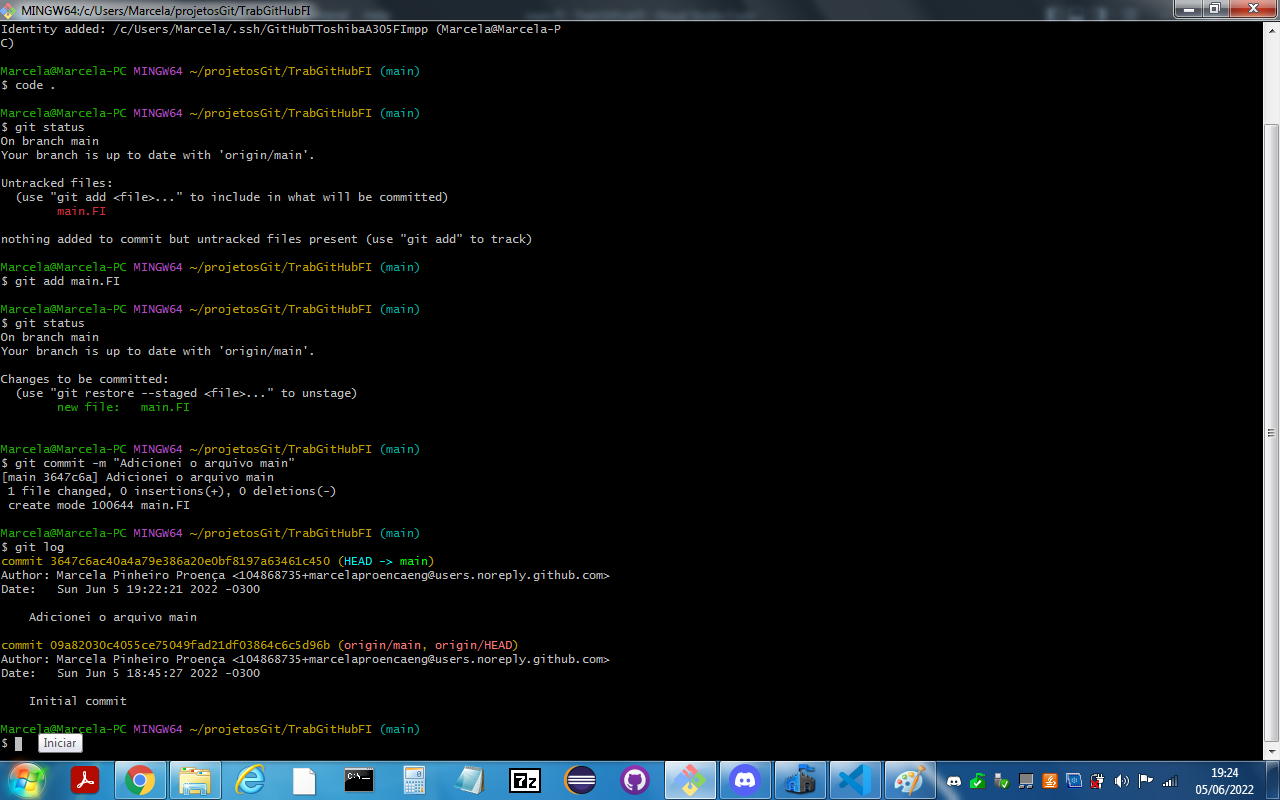 MINGW64:/c/Users/Marcela/projetosGit/TrabGitHubFI
Identity added: /c/Users/Marcela/.ssh/GitHubTToshibaA305FImpp (Marcela@Marcela-P
C)
Marcela@Marcela-PC MINGW64 ~/projetosGit/TrabGitHubFI (main)
$ code .
Marcela@Marcela-PC MINGW64 ~/projetosGit/TrabGitHubFI (main)
$ git status
On branch main
Your branch is up to date with 'origin/main'.
Untracked files:
(use "git add <file>..." to include in what will be committed)
main.FI
nothing added to commit but untracked files present (use "git add" to track)
Marcela@Marcela-PC MINGW64 ~/projetosGit/TrabGitHubFI (main)
$ git add main.FI
Marcela@Marcela-PC MINGW64 ~/projetosGit/TrabGitHubFI (main)
$ git status
On branch main
Your branch is up to date with 'origin/main'.
Changes to be committed:
(use "git restore --staged <file>..." to unstage)
new file:   main.FI
Marcela@Marcela-PC MINGW64 ~/projetosGit/TrabGitHubFI (main)
$ git commit -m "Adicionei o arquivo main"
[main 3647c6a] Adicionei o arquivo main
1 file changed, 0 insertions(+), 0 deletions(-)
create mode 100644 main.FI
Marcela@Marcela-PC MINGW64 ~/projetosGit/TrabGitHubFI (main)
$ git log
commit 3647c6ac40a4a79e386a20e0bf8197a63461c450 (HEAD -> main)
Author: Marcela Pinheiro Proença <104868735+marcelaproencaeng@users.noreply.github.com>
Date:   Sun Jun 5 19:22:21 2022 -0300
Adicionei o arquivo main
commit 09a82030c4055ce75049fad21df03864c6c5d96b (origin/main, origin/HEAD)
Author: Marcela Pinheiro Proença <104868735+marcelaproencaeng@users.noreply.github.com>
Date:   Sun Jun 5 18:45:27 2022 -0300
Initial commit
Marcela@Marcela-PC MINGW64 ~/projetosGit/TrabGitHubFI (main)
$
Iniciar
C:\
7z
19:24
05/06/2022